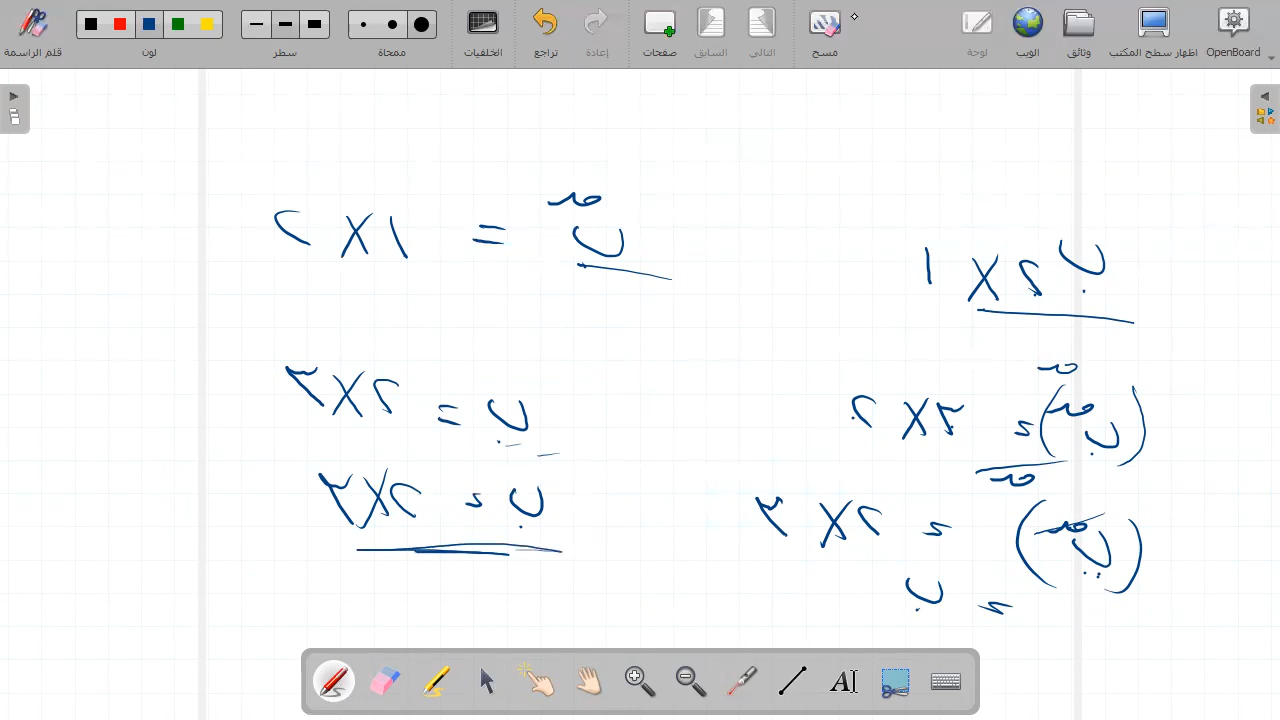 قلم الراسمة
لون
سطر
ممحاة
الخلفيات
تراجع
إعادة
صفحات
السابق
التالي
مسح
لوحة
الويب
وثائق
اظهار سطح المكتب
OpenBoard
ب ٢×١
ب = ١×٢
ب = ٢×٣
ب = ٢×٣
= ٣×٢
= ٢×٣
= ب